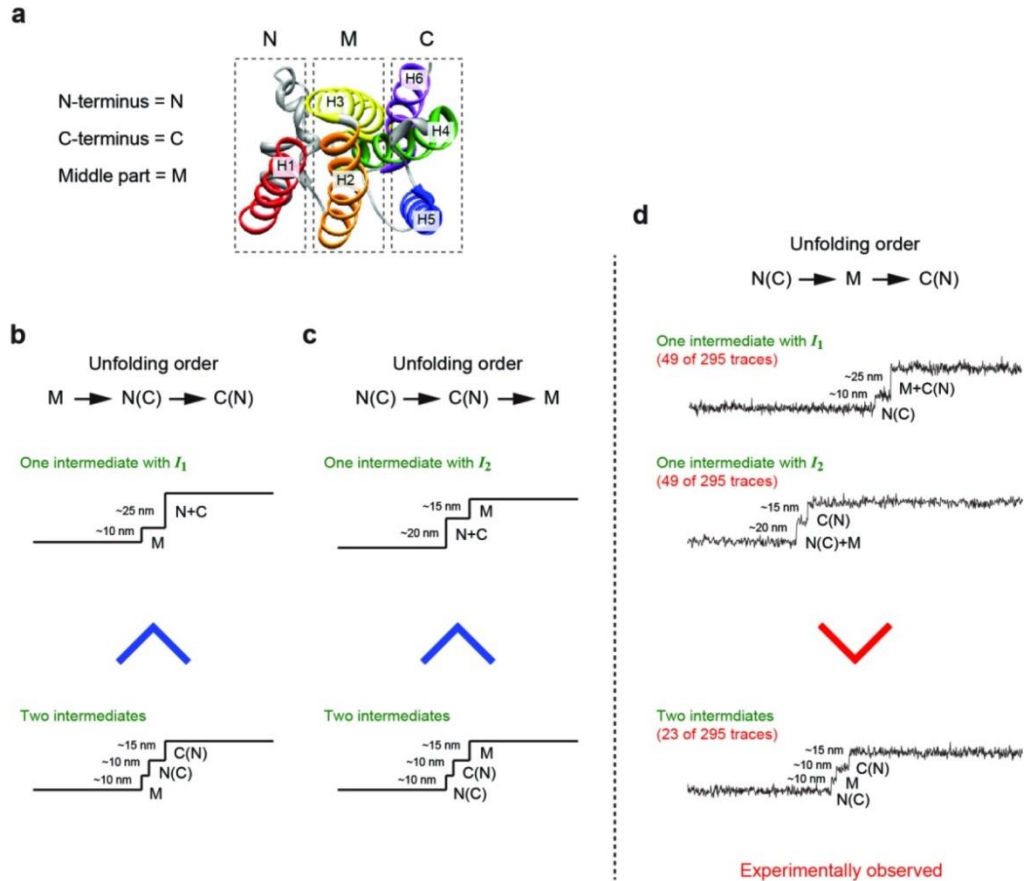 a
N M C
N-terminus = N
C-terminus = C
Middle part = M
H6
H3
H4
H1
H2
H5
b
Unfolding order
M → N(C) → C(N)
One intermediate with I1
~25 nm
N+C
~10 nm
M
Two intermediates
~15 nm
C(N)
~10 nm
N(C)
~10 nm
M
c
Unfolding order
N(C) → C(N) → M
One intermediate with I2
~15 nm
M
~20 nm
N+C
Two intermediates
~15 nm
M
~10 nm
C(N)
~10 nm
N(C)
d
Unfolding order
N(C) → M → C(N)
One intermediate with I1
(49 of 295 traces)
~25 nm
M+C(N)
~10 nm
N(C)
One intermediate with I2
(49 of 295 traces)
~15 nm
C(N)
~20 nm
N(C)+M
Two intermdiates
(23 of 295 traces)
~15 nm
C(N)
~10 nm
M
~10 nm
N(C)
Experimentally observed